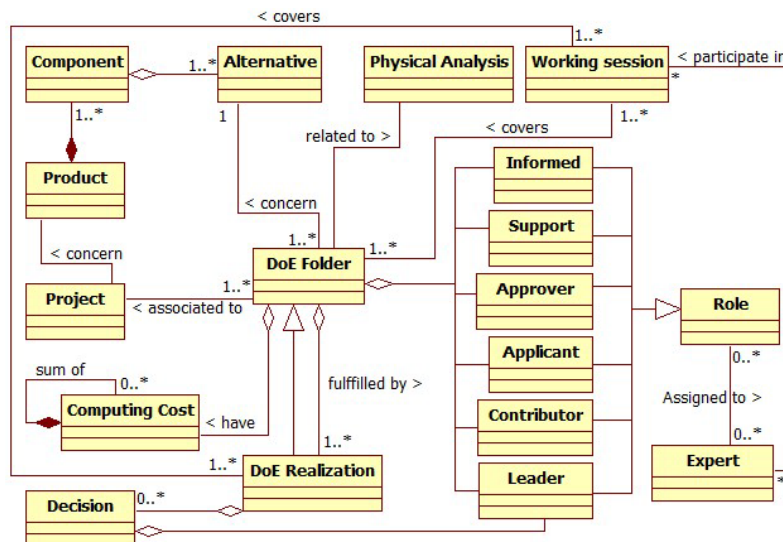 < covers
1..*
< participate in
Component
1..*
Alternative
Physical Analysis
Working session
*
1..*
1
related to >
< covers
1..*
Product
Informed
< concern
Support
< concern
1..*
1..*
DoE Folder
Project
1..*
< associated to
Approver
Role
0..*
sum of
0..*
Applicant
fulffilled by >
Computing Cost
< have
Assigned to >
Contributor
1..*
0..*
1..*
DoE Realization
Leader
Expert
*
Decision
0..*